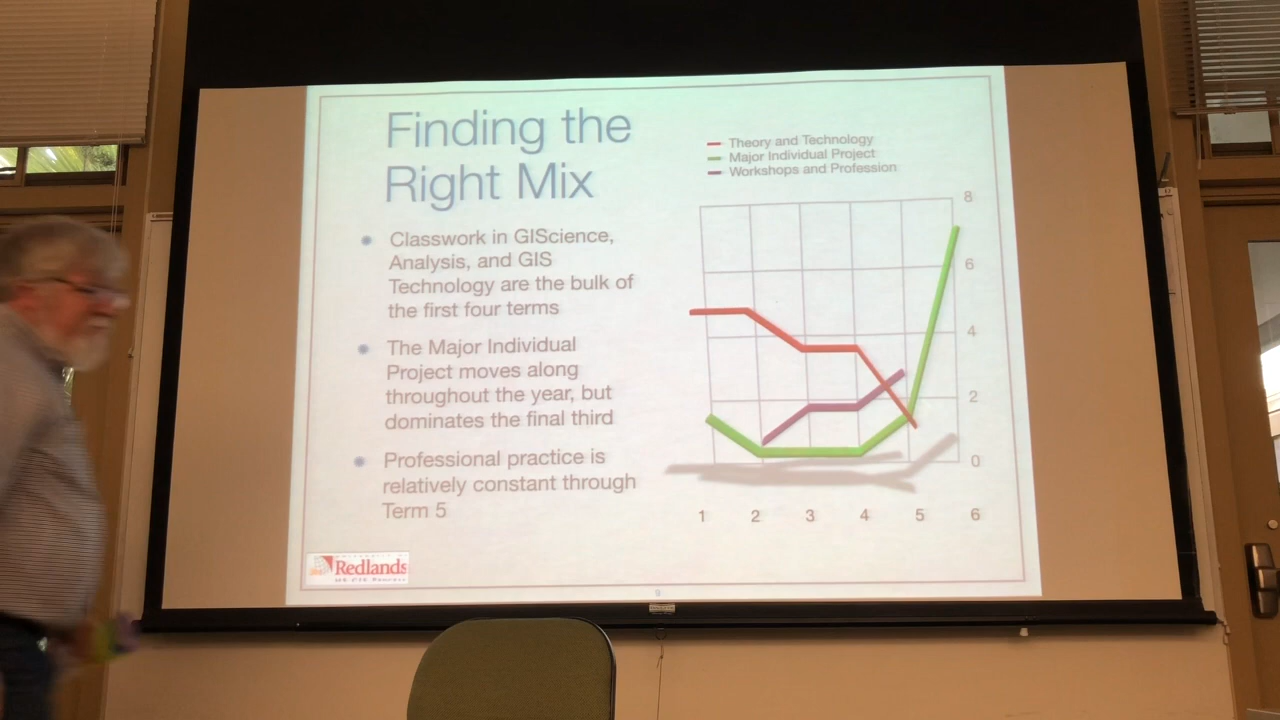 Finding the
Right Mix
Classwork in GIScience,
Analysis, and GIS
Technology are the bulk of
the first four terms
The Major Individual
Project moves along
throughout the year, but
dominates the final third
Professional practice is
relatively constant through
Term 5
Theory and Technology
Major Individual Project
Workshops and Profession
8
6
4
2
0
1 2 3 4 5 6
Redlands
9